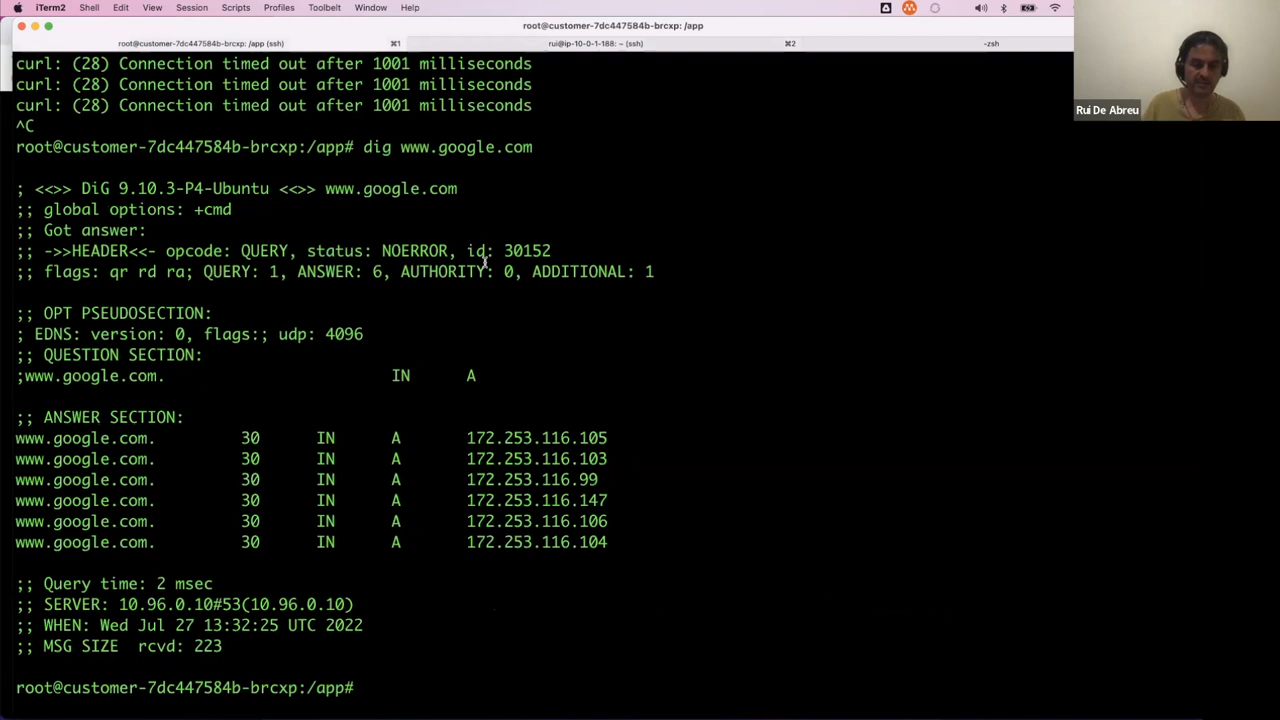 iTerm2 Shell Edit View Session Scripts Profiles Toolbelt Window Help
root@customer-7dc447584b-brcxp: /app
root@customer-7dc447584b-brcxp: /app (ssh) ⌘1 rui@ip-10-0-1-188: ~ (ssh) ⌘2 -zsh
curl: (28) Connection timed out after 1001 milliseconds
curl: (28) Connection timed out after 1001 milliseconds
curl: (28) Connection timed out after 1001 milliseconds
Rui De Abreu
^C
root@customer-7dc447584b-brcxp:/app# dig www.google.com
; <<>> DiG 9.10.3-P4-Ubuntu <<>> www.google.com
;; global options: +cmd
;; Got answer:
;; ->>HEADER<<- opcode: QUERY, status: NOERROR, id: 30152
;; flags: qr rd ra; QUERY: 1, ANSWER: 6, AUTHORITY: 0, ADDITIONAL: 1
;; OPT PSEUDOSECTION:
; EDNS: version: 0, flags:; udp: 4096
;; QUESTION SECTION:
;www.google.com. IN A
;; ANSWER SECTION:
www.google.com. 30 IN A 172.253.116.105
www.google.com. 30 IN A 172.253.116.103
www.google.com. 30 IN A 172.253.116.99
www.google.com. 30 IN A 172.253.116.147
www.google.com. 30 IN A 172.253.116.106
www.google.com. 30 IN A 172.253.116.104
;; Query time: 2 msec
;; SERVER: 10.96.0.10#53(10.96.0.10)
;; WHEN: Wed Jul 27 13:32:25 UTC 2022
;; MSG SIZE rcvd: 223
root@customer-7dc447584b-brcxp:/app#